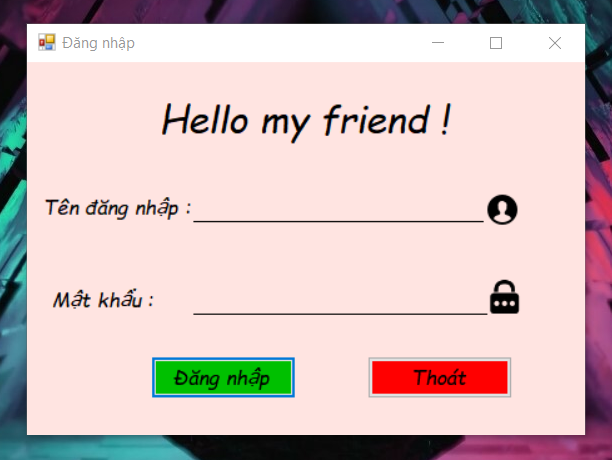 Đăng nhập
Hello my friend !
Tên đăng nhập :
Mật khẩu :
Đăng nhập
Thoát